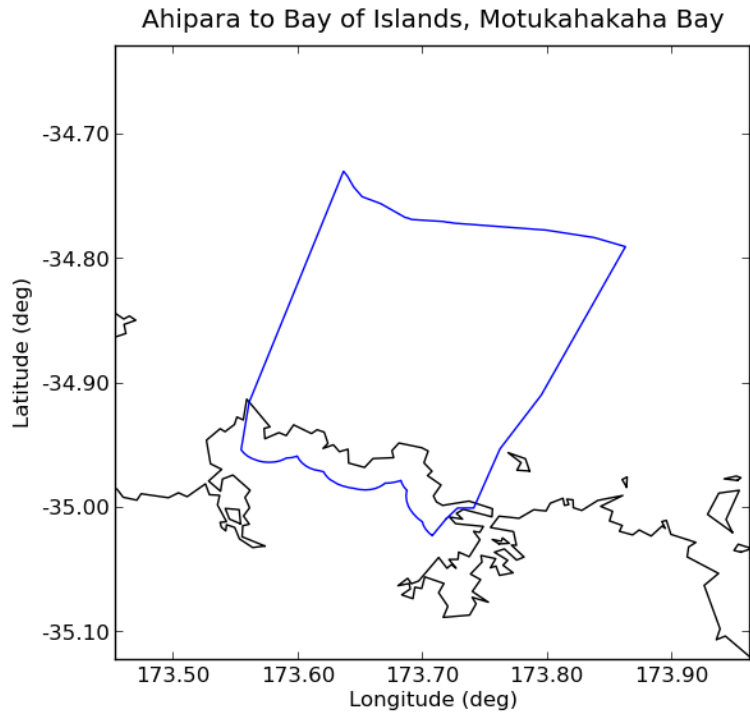 Ahipara to Bay of Islands, Motukahakaha Bay
-34.70
-34.80
-34.90
-35.00
-35.10
Latitude (deg)
173.50 173.60 173.70 173.80 173.90
Longitude (deg)